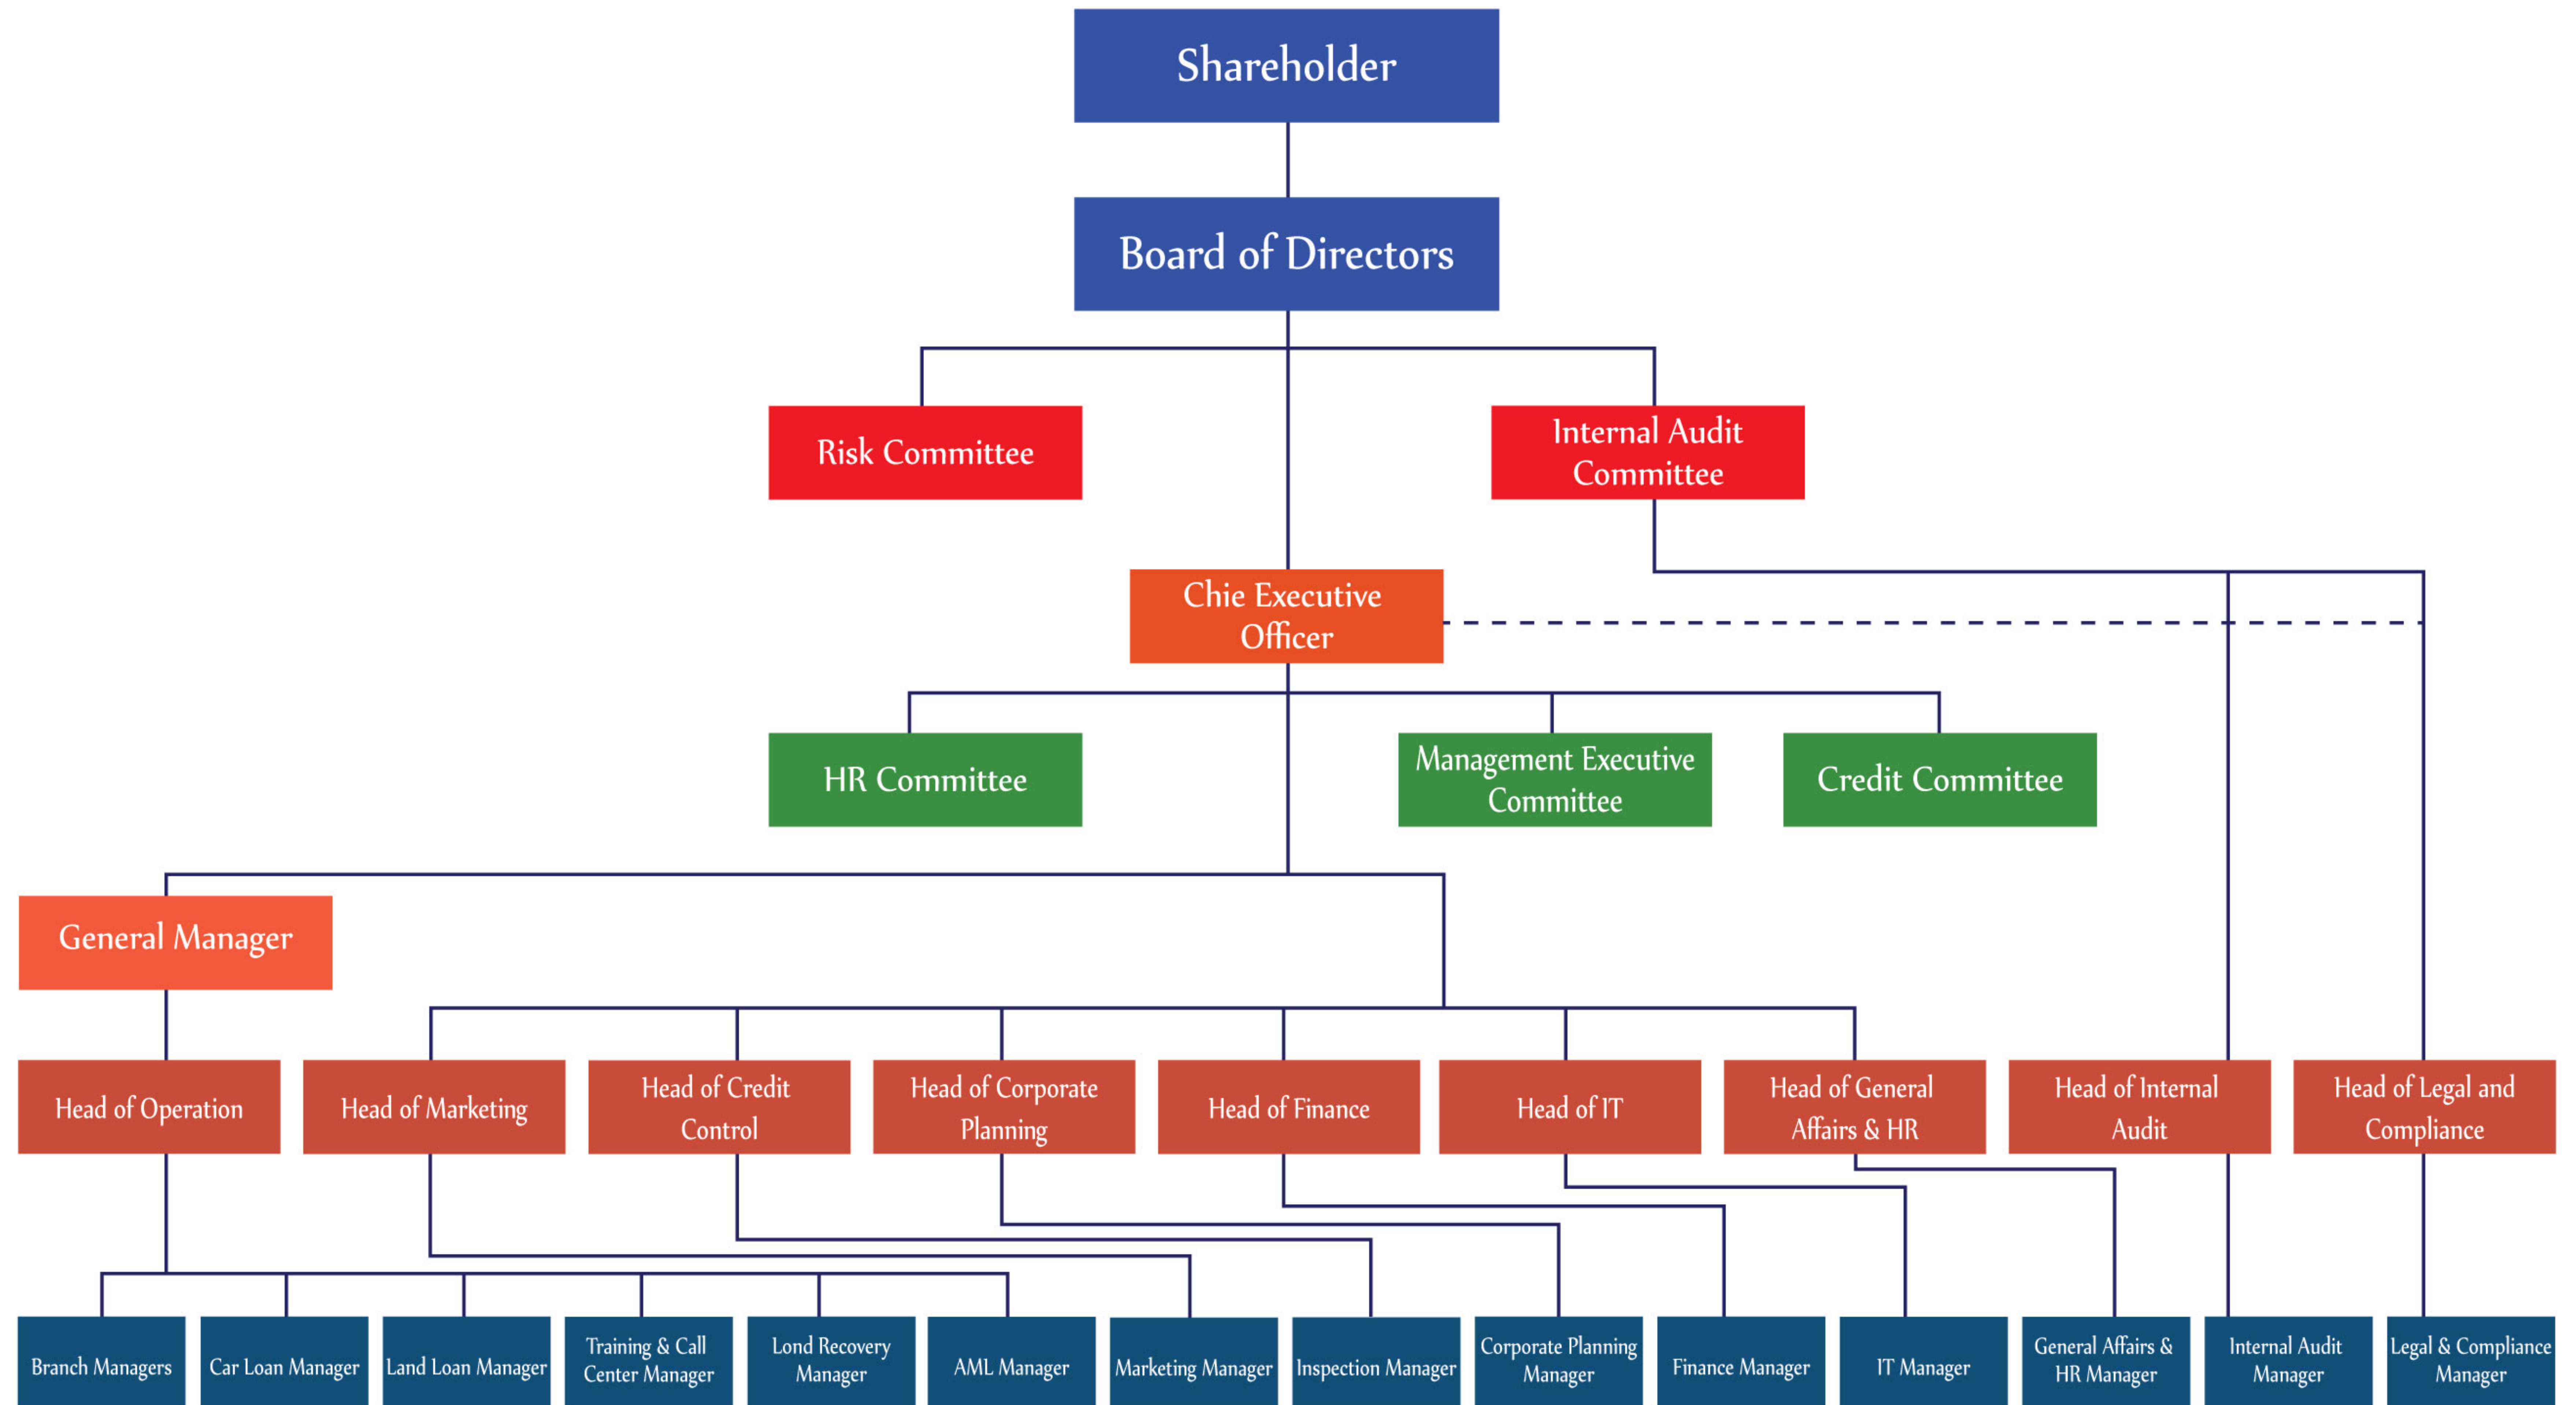 Shareholder
Board of Directors
Risk Committee
Internal Audit
Committee
Chie Executive
Officer
HR Committee
Management Executive
Committee
Credit Committee
General Manager
Head of Operation
Head of Marketing
Head of Credit
Control
Head of Corporate
Planning
Head of Finance
Head of IT
Head of General
Affairs & HR
Head of Internal
Audit
Head of Legal and
Compliance
Branch Managers
Car Loan Manager
Land Loan Manager
Training & Call
Center Manager
Lond Recovery
Manager
AML Manager
Marketing Manager
Inspection Manager
Corporate Planning
Manager
Finance Manager
IT Manager
General Affairs &
HR Manager
Internal Audit
Manager
Legal & Compliance
Manager